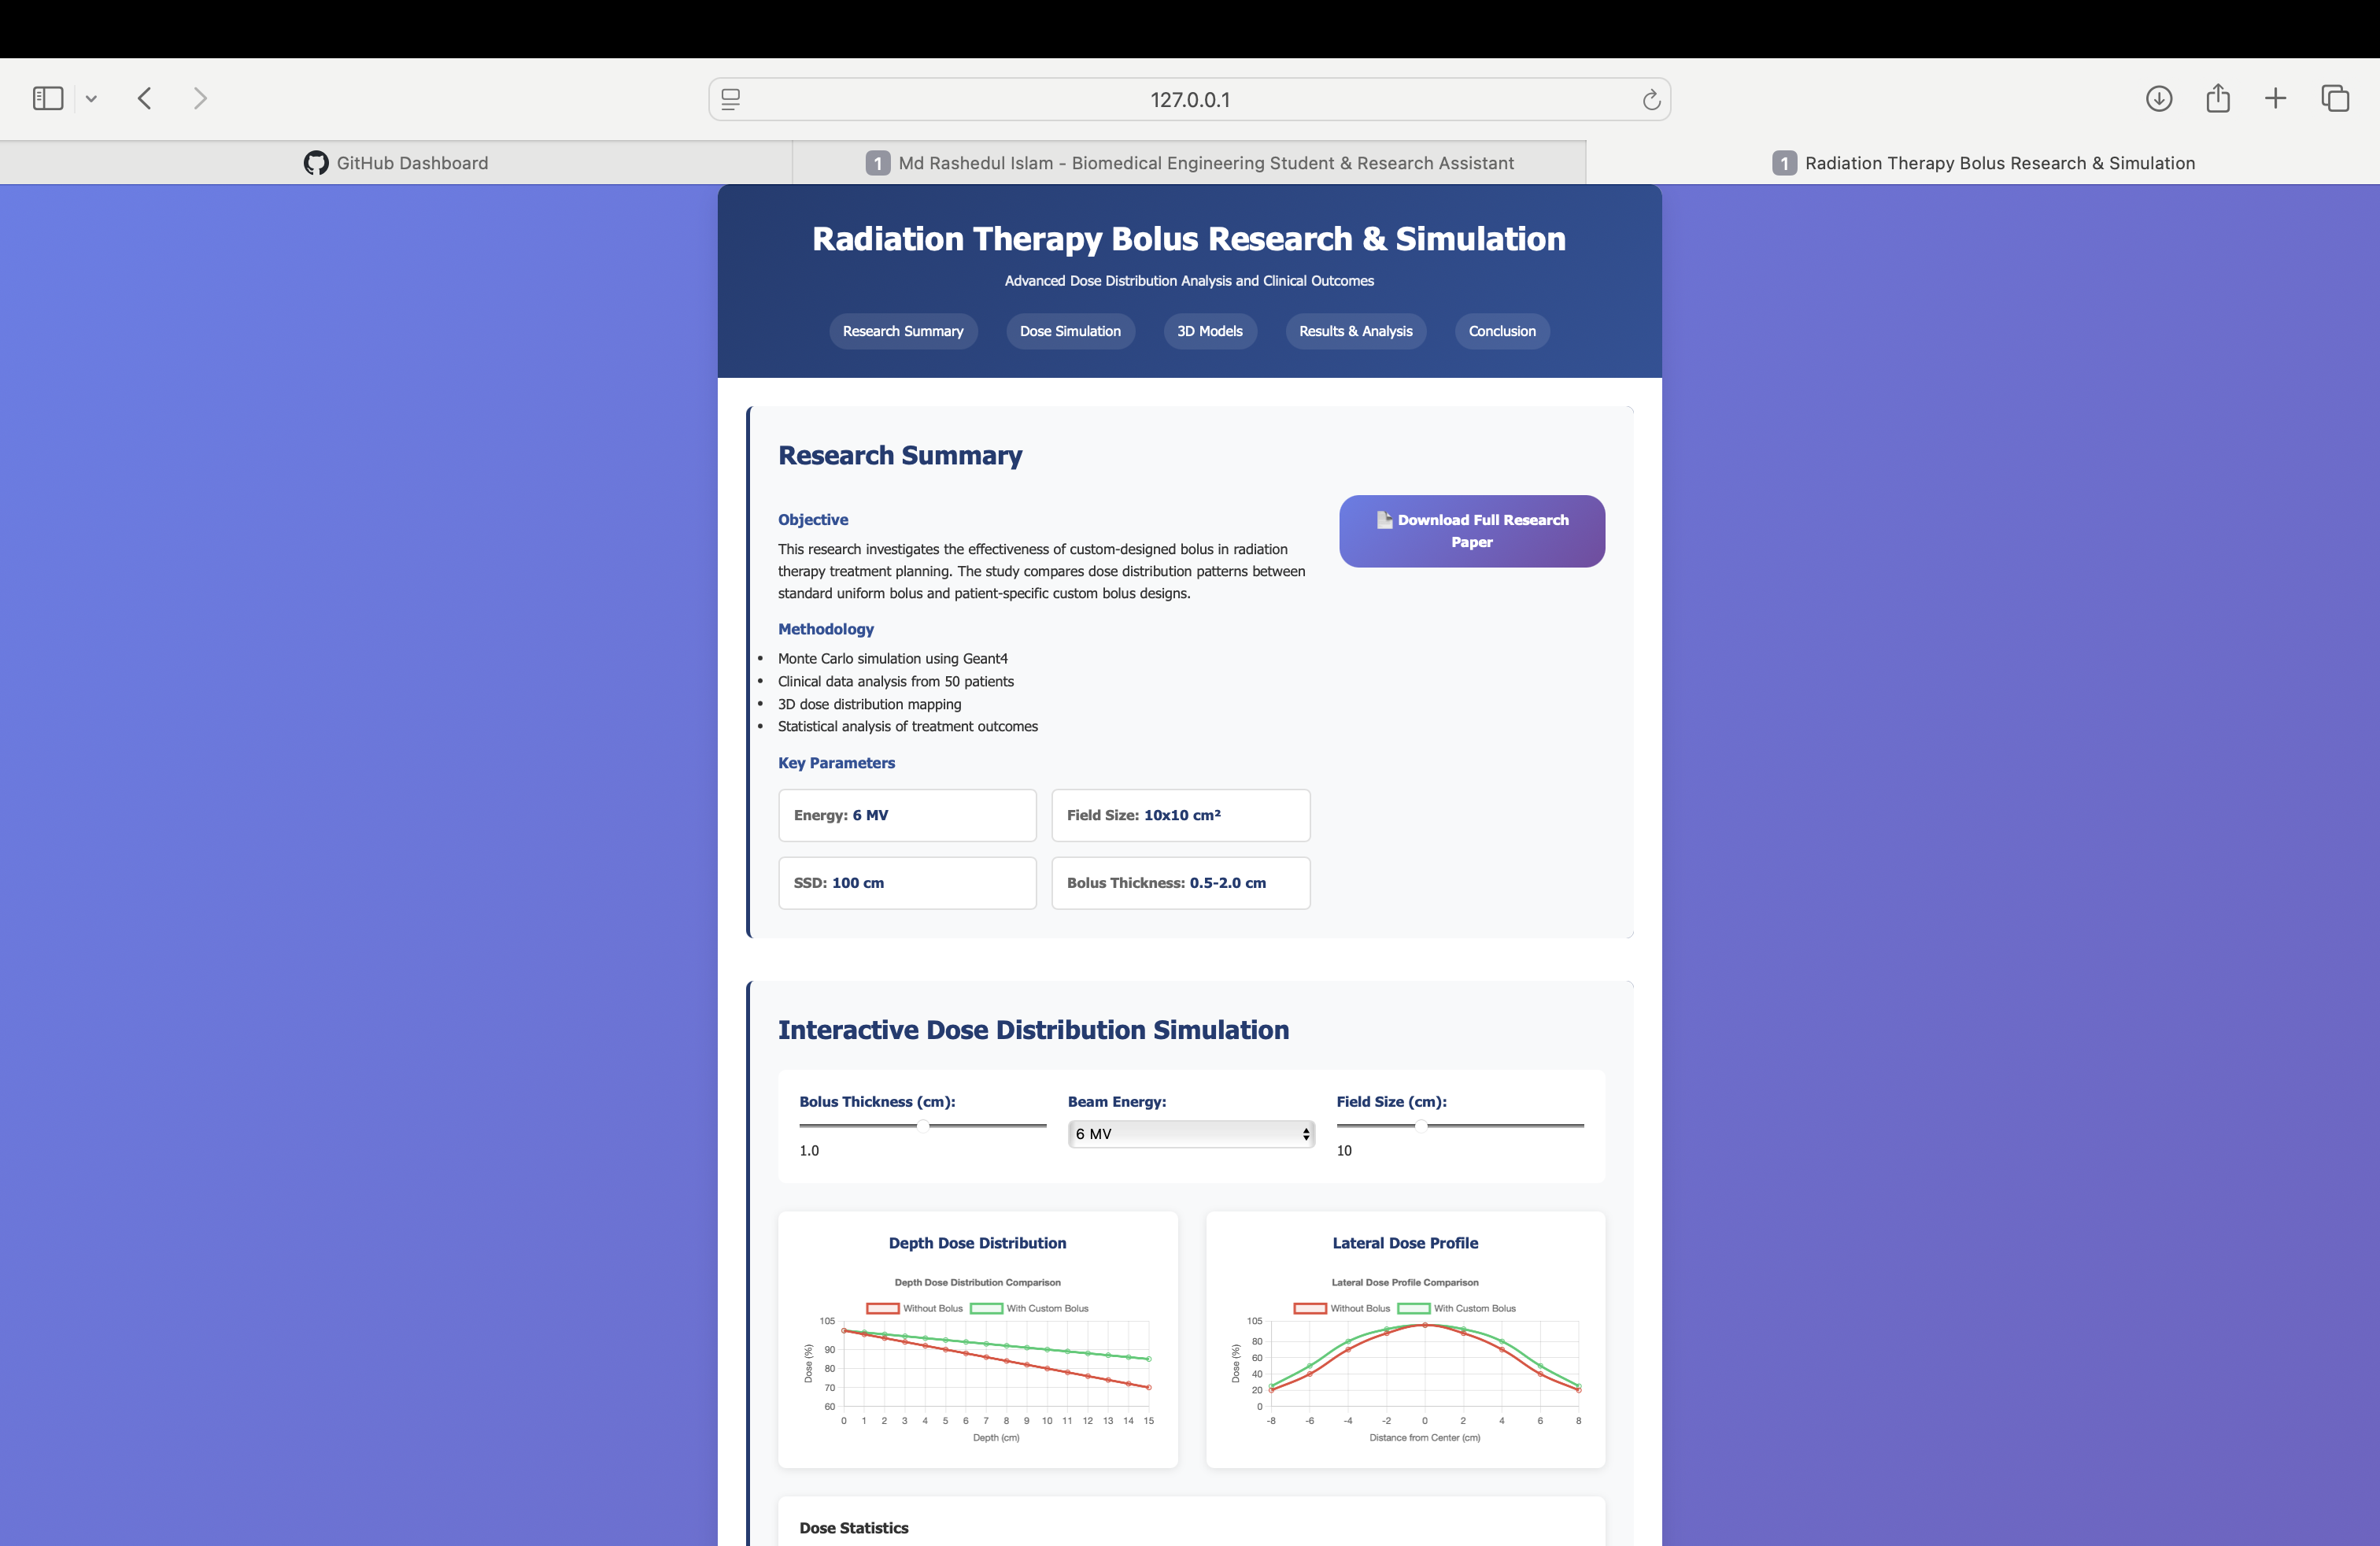 127.0.0.1
GitHub Dashboard
1 Md Rashedul Islam - Biomedical Engineering Student & Research Assistant
1 Radiation Therapy Bolus Research & Simulation
Radiation Therapy Bolus Research & Simulation
Advanced Dose Distribution Analysis and Clinical Outcomes
Research Summary
Dose Simulation
3D Models
Results & Analysis
Conclusion
Research Summary
Objective
This research investigates the effectiveness of custom-designed bolus in radiation
therapy treatment planning. The study compares dose distribution patterns between
standard uniform bolus and patient-specific custom bolus designs.
Download Full Research
Paper
Methodology
• Monte Carlo simulation using Geant4
• Clinical data analysis from 50 patients
• 3D dose distribution mapping
• Statistical analysis of treatment outcomes
Key Parameters
Energy: 6 MV
Field Size: 10x10 cm²
SSD: 100 cm
Bolus Thickness: 0.5-2.0 cm
Interactive Dose Distribution Simulation
Bolus Thickness (cm):
1.0
Beam Energy:
6 MV
Field Size (cm):
10
Depth Dose Distribution
Depth Dose Distribution Comparison
Without Bolus
With Custom Bolus
Dose (%)
105
90
80
70
60
0 1 2 3 4 5 6 7 8 9 10 11 12 13 14 15
Depth (cm)
Lateral Dose Profile
Lateral Dose Profile Comparison
Without Bolus
With Custom Bolus
Dose (%)
105
80
60
40
20
0
-8 -6 -4 -2 0 2 4 6 8
Distance from Center (cm)
Dose Statistics